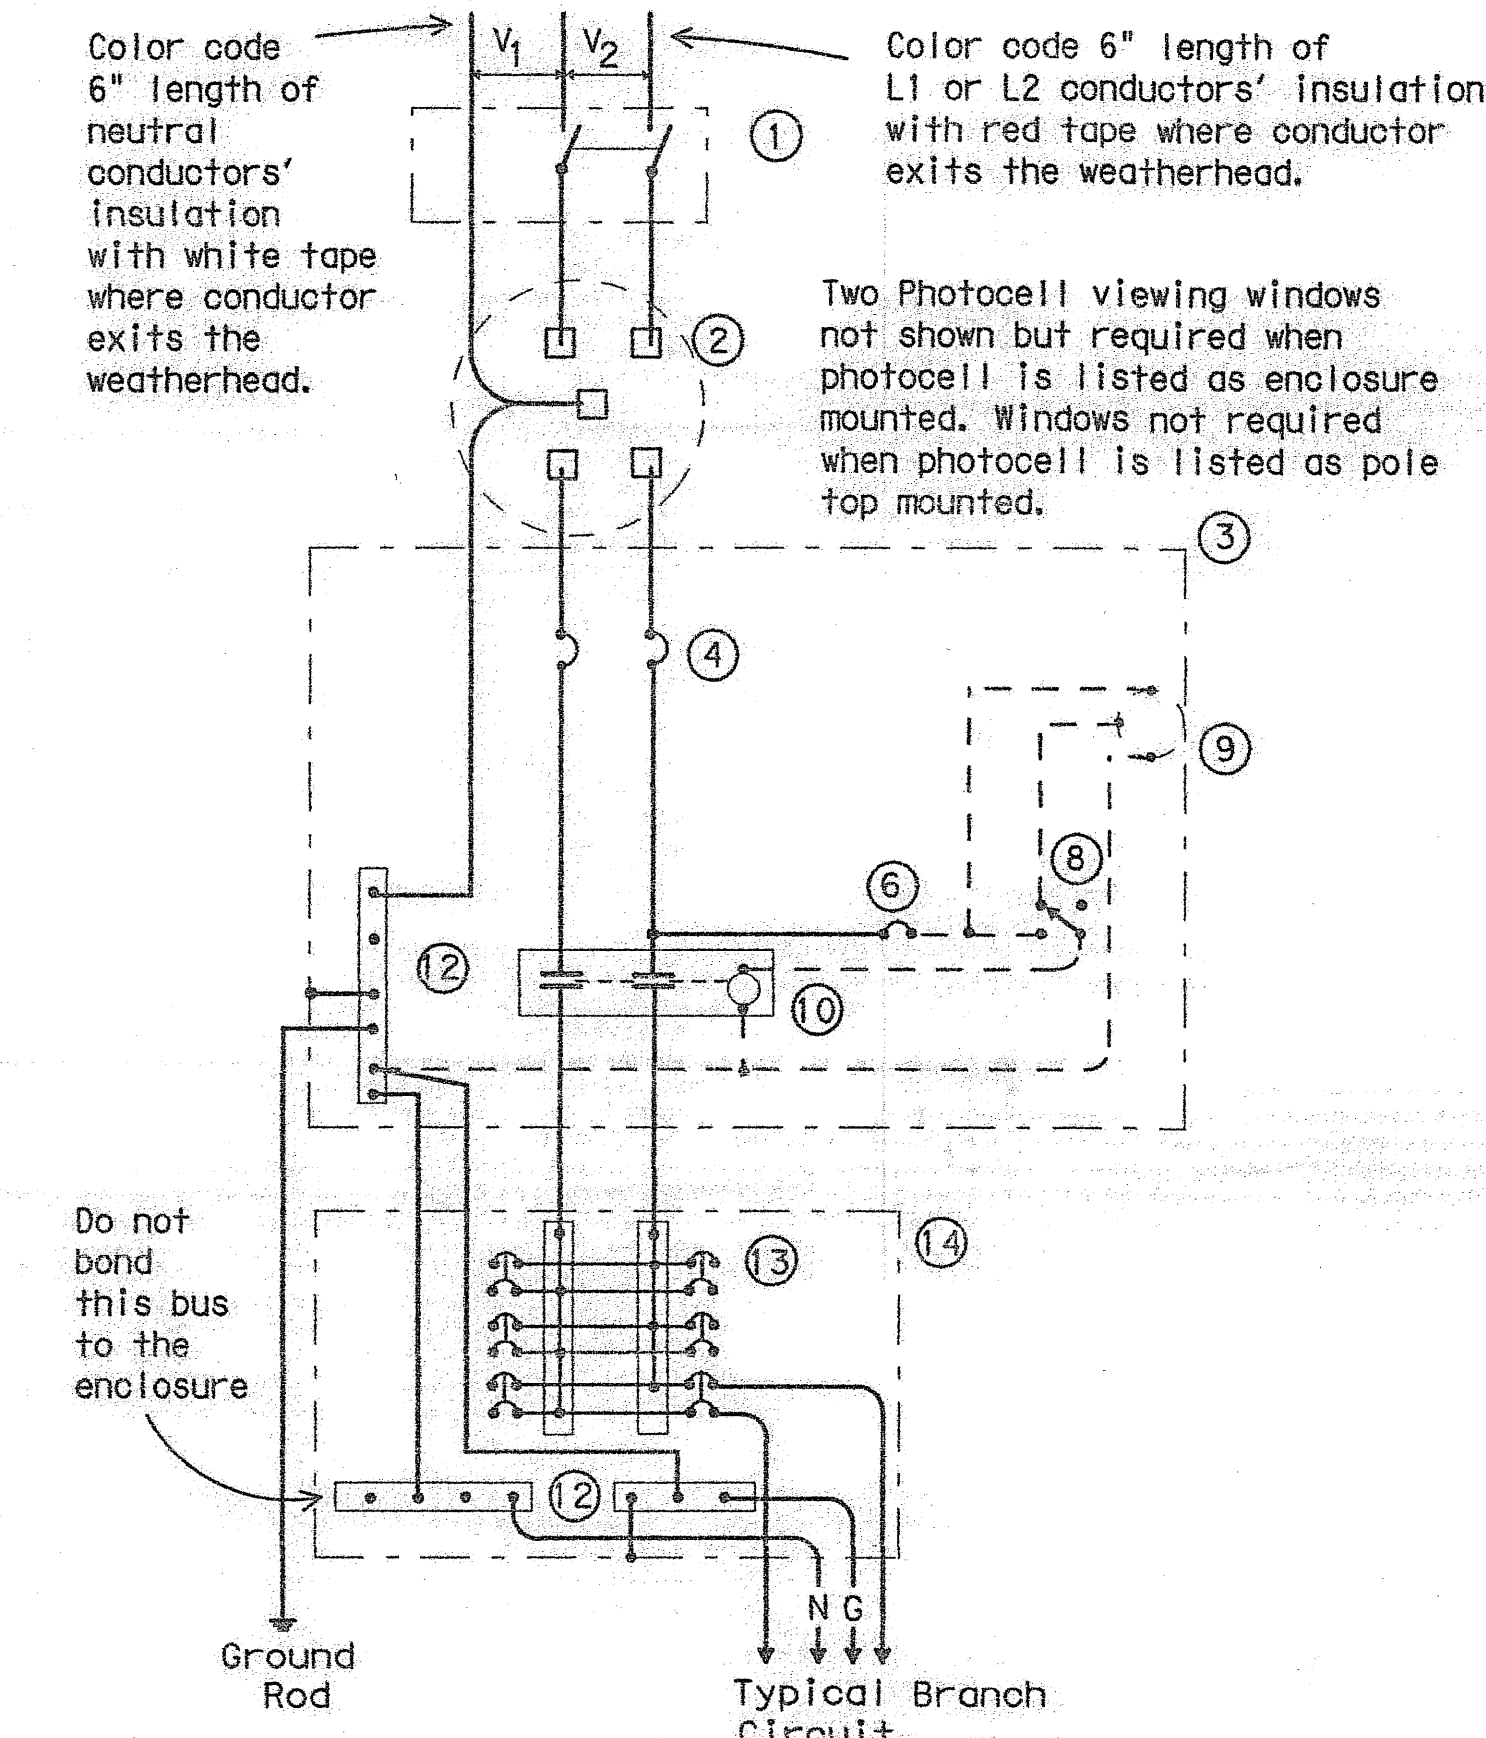 Color code
6" length of
neutral
conductors'
insulation
with white tape
where conductor
exits the
weatherhead.
V1
V2
Color code 6" length of
L1 or L2 conductors' insulation
with red tape where conductor
exits the weatherhead.
1
2
Two Photocell viewing windows
not shown but required when
photocell is listed as enclosure
mounted. Windows not required
when photocell is listed as pole
top mounted.
3
4
9
8
6
12
10
Do not
bond
this bus
to the
enclosure
13
14
12
N G
Ground
Rod
Typical Branch
Circuit